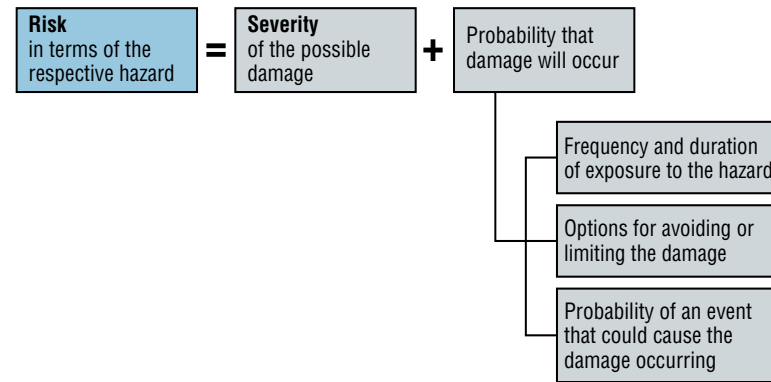 Risk
in terms of the
respective hazard
=
Severity
of the possible
damage
+
Probability that
damage will occur
Frequency and duration
of exposure to the hazard
Options for avoiding or
limiting the damage
Probability of an event
that could cause the
damage occurring